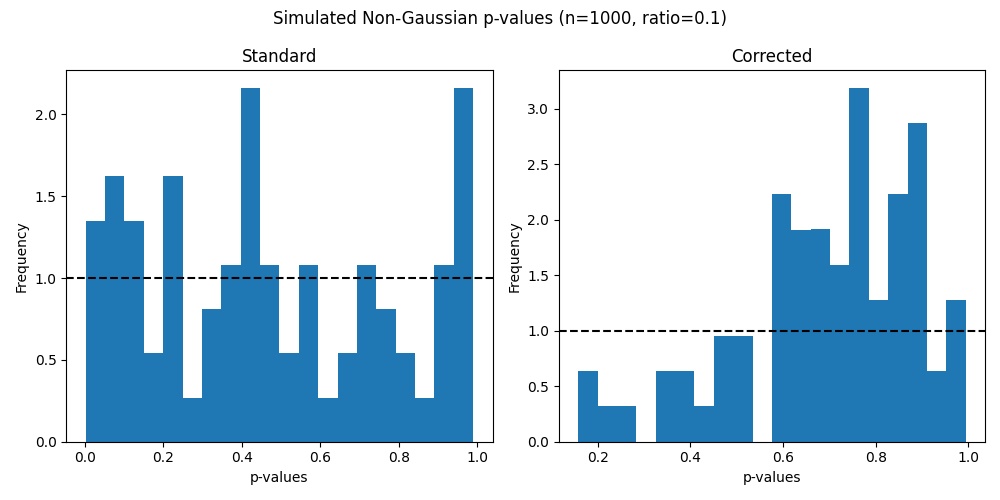 Simulated Non-Gaussian p-values (n=1000, ratio=0.1)
Standard
Frequency
2.0
1.5
1.0
0.5
0.0
0.0 0.2 0.4 0.6 0.8 1.0
p-values
Corrected
Frequency
3.0
2.5
2.0
1.5
1.0
0.5
0.0
0.2 0.4 0.6 0.8 1.0
p-values